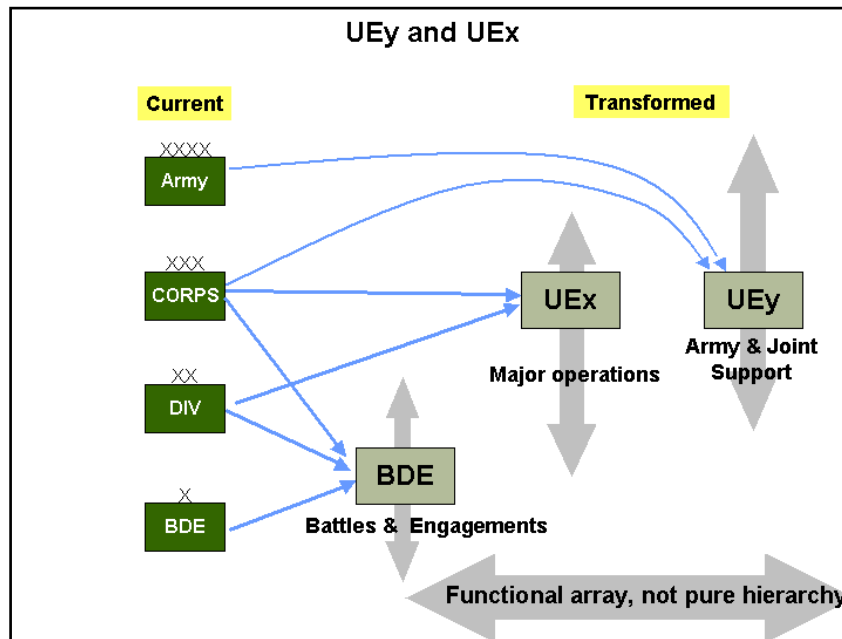 UEy and UEx
Current
Transformed
XXXX
Army
XXX
CORPS
UEx
UEy
Army & Joint
Support
Major operations
XX
DIV
BDE
Battles & Engagements
X
BDE
Functional array, not pure hierarchy